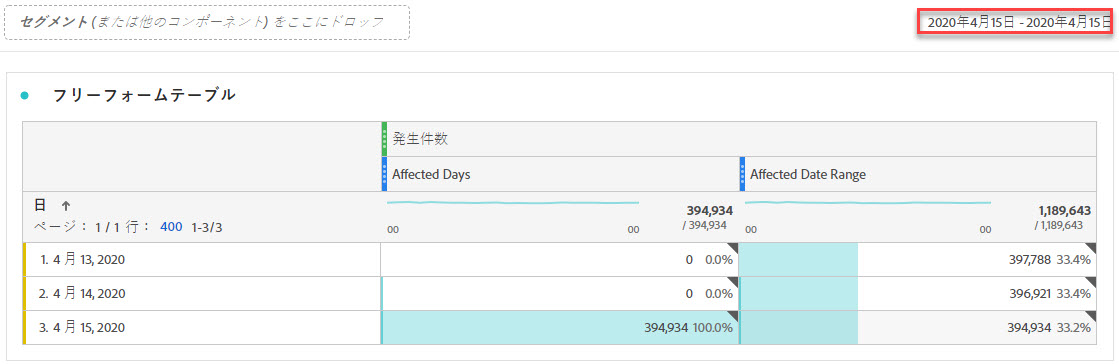 セグメント (または他のコンポーネント) をここにドロップ
2020年4月15日 - 2020年4月15日
フリーフォームテーブル
発生件数
Affected Days
Affected Date Range
日 ↑
ページ： 1 / 1 行： 400 1-3/3
394,934
/ 394,934
00 00
1,189,643
/ 1,189,643
00 00
1. 4 月 13, 2020 0 0.0% 397,788 33.4%
2. 4 月 14, 2020 0 0.0% 396,921 33.4%
3. 4 月 15, 2020 394,934 100.0% 394,934 33.2%